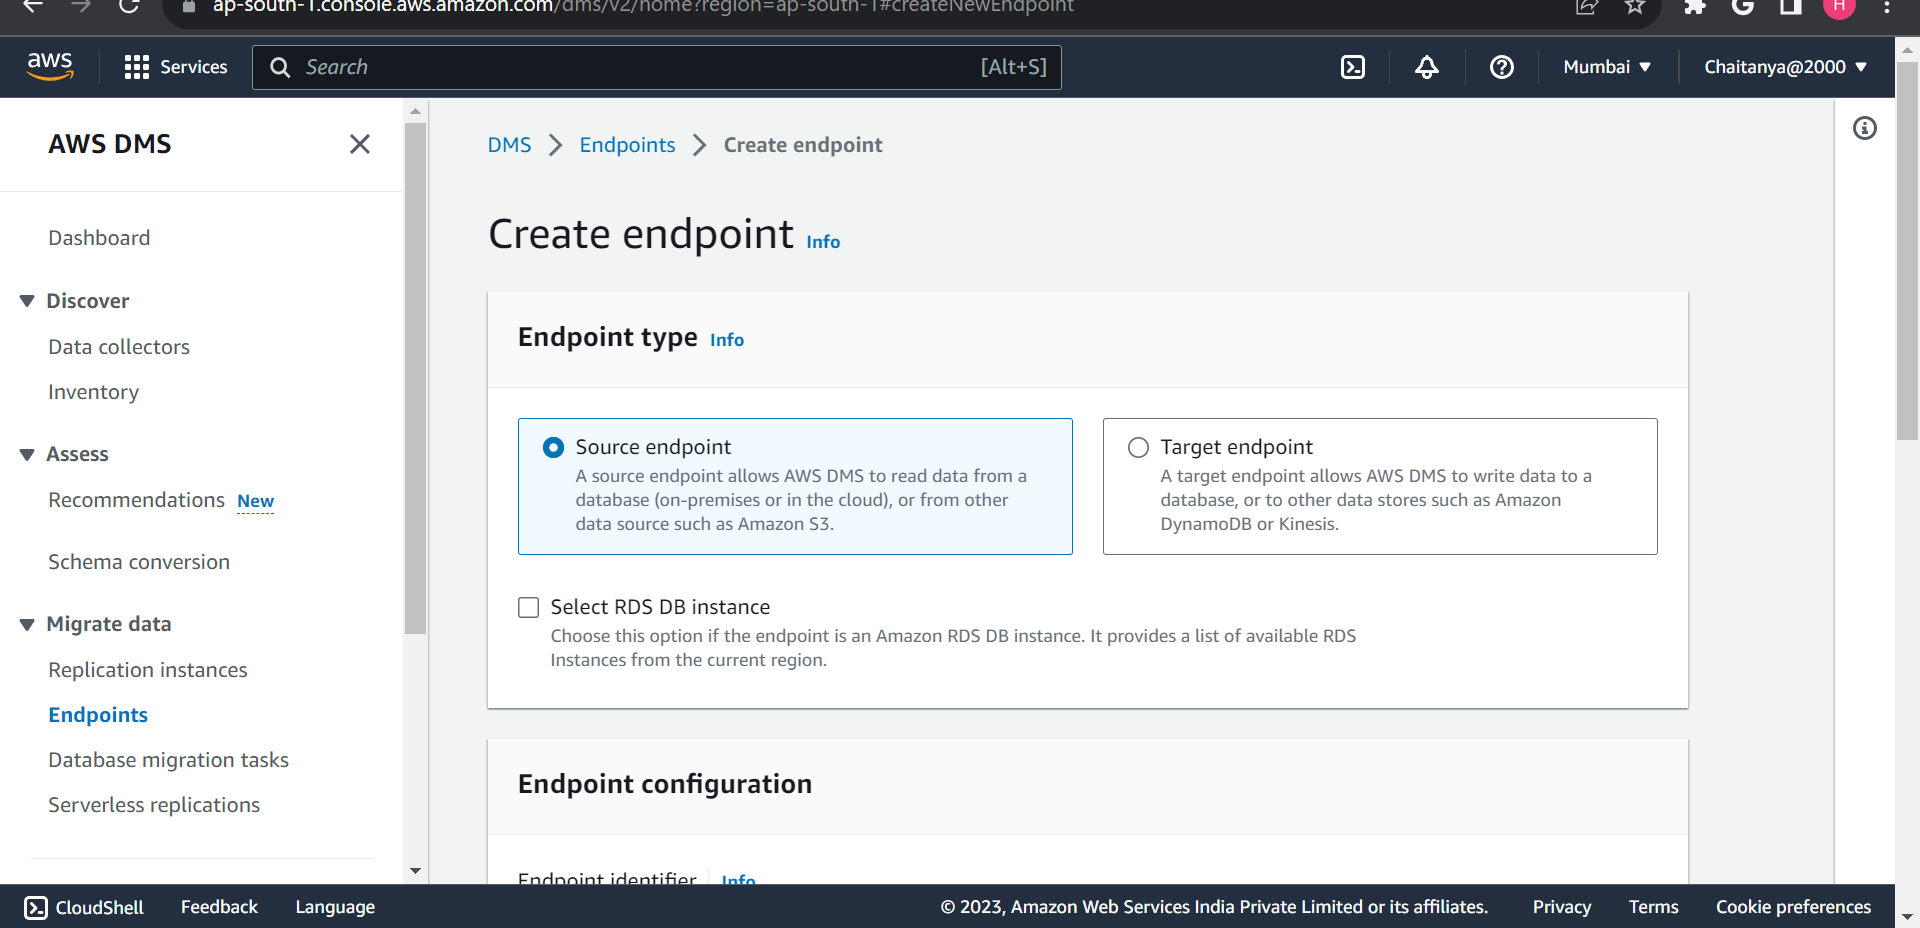 ap-south-1.console.aws.amazon.com/dms/v2/home?region=ap-south-1#createNewEndpoint
H
aws
Services
Search
[Alt+S]
Mumbai
Chaitanya@2000
AWS DMS
Dashboard
Discover
Data collectors
Inventory
Assess
Recommendations New
Schema conversion
Migrate data
Replication instances
Endpoints
Database migration tasks
Serverless replications
DMS
Endpoints
Create endpoint
Create endpoint Info
Endpoint type Info
Source endpoint
A source endpoint allows AWS DMS to read data from a
database (on-premises or in the cloud), or from other
data source such as Amazon S3.
Target endpoint
A target endpoint allows AWS DMS to write data to a
database, or to other data stores such as Amazon
DynamoDB or Kinesis.
Select RDS DB instance
Choose this option if the endpoint is an Amazon RDS DB instance. It provides a list of available RDS
Instances from the current region.
Endpoint configuration
Endpoint identifier Info
CloudShell
Feedback
Language
© 2023, Amazon Web Services India Private Limited or its affiliates.
Privacy
Terms
Cookie preferences